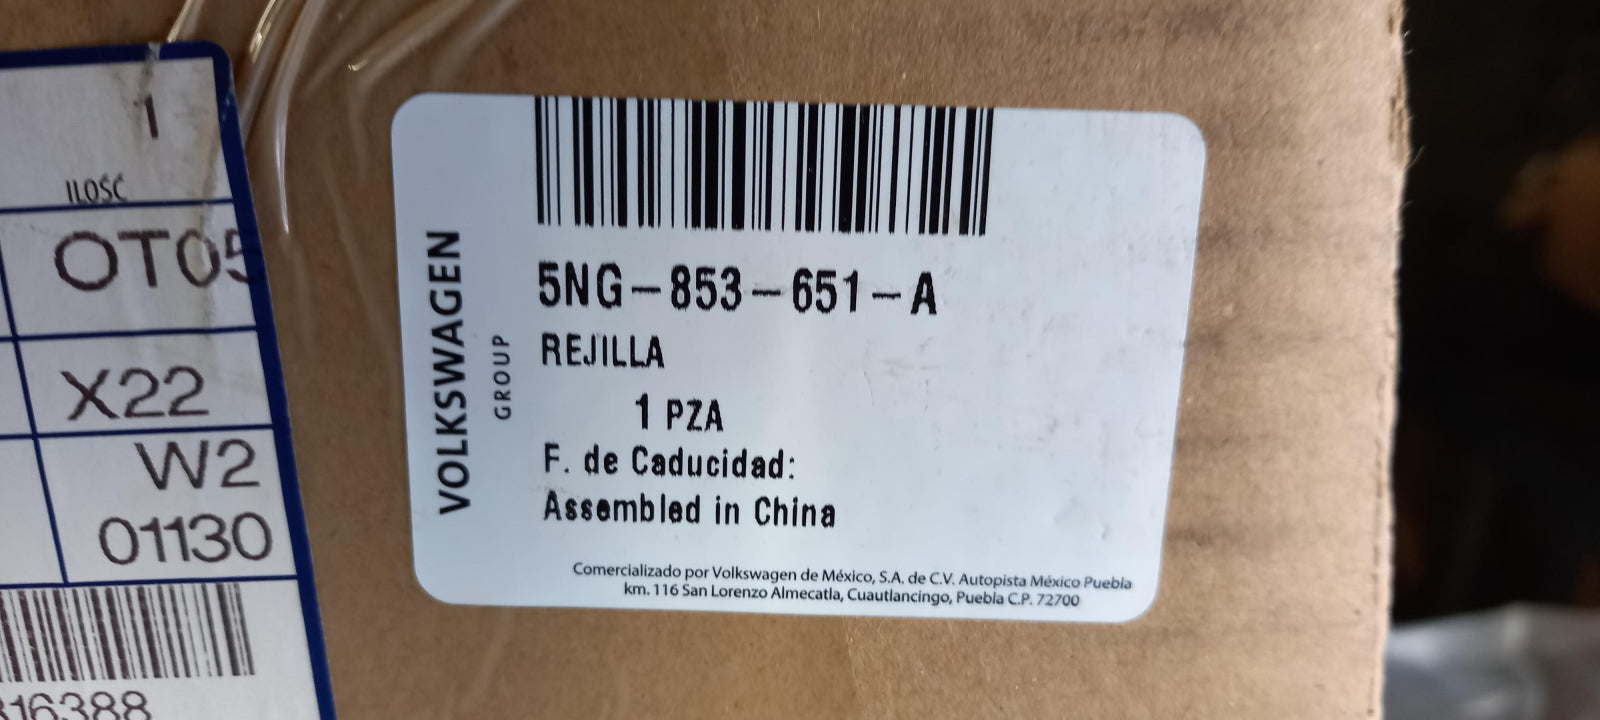 1
ILOŚĆ
OT05
X22
W2
01130
16388
VOLKSWAGEN
GROUP
5NG-853-651-A
REJILLA
1 PZA
F. de Caducidad:
Assembled in China
Comercializado por Volkswagen de México, S.A. de C.V. Autopista México Puebla
km. 116 San Lorenzo Almecatla, Cuautlancingo, Puebla C.P. 72700